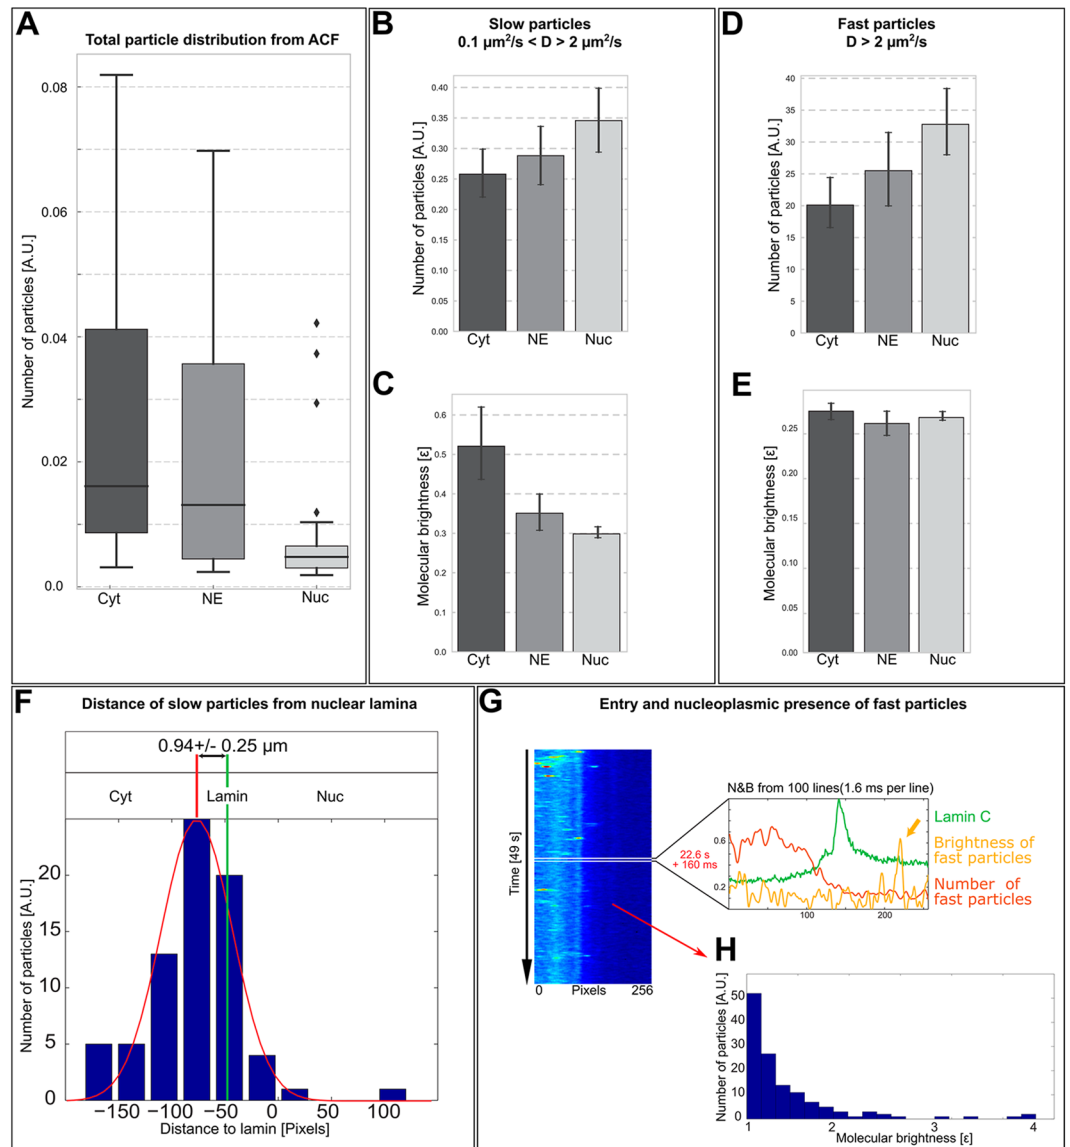 A
Total particle distribution from ACF
Number of particles [A.U.]
0.08
0.06
0.04
0.02
0.0
Cyt NE Nuc
B
Slow particles
0.1 µm²/s < D > 2 µm²/s
Number of particles [A.U.]
0.40
0.35
0.30
0.25
0.20
0.15
0.10
0.05
0.00
Cyt NE Nuc
C
Molecular brightness [ε]
0.6
0.5
0.4
0.3
0.2
0.1
0.0
Cyt NE Nuc
D
Fast particles
D > 2 µm²/s
Number of particles [A.U.]
40
35
30
25
20
15
10
5
0
Cyt NE Nuc
E
Molecular brightness [ε]
0.25
0.20
0.15
0.10
0.05
0.00
Cyt NE Nuc
F
Distance of slow particles from nuclear lamina
0.94+/- 0.25 µm
Cyt Lamin Nuc
Number of particles [A.U.]
20
15
10
5
0
−150 −100 −50 0 50 100
Distance to lamin [Pixels]
G
Entry and nucleoplasmic presence of fast particles
Time [49 s]
0 Pixels 256
22.6 s
+ 160 ms
N&B from 100 lines(1.6 ms per line)
0.6
0.2
100 200
Lamin C
Brightness of
fast particles
Number of
fast particles
H
Number of particles [A.U.]
50
40
30
20
10
0
1 2 3 4
Molecular brightness [ε]